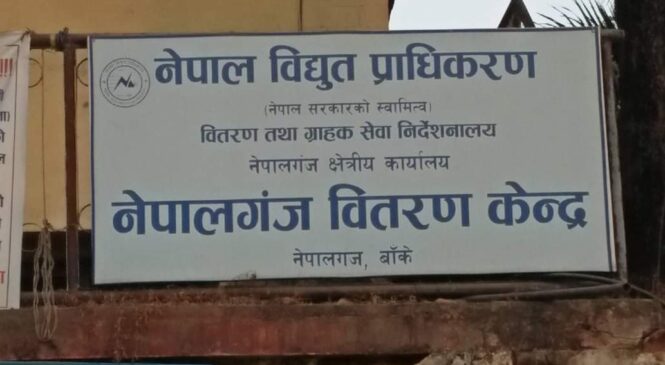 नेपाल विद्युत प्राधिकरण
(नेपाल सरकारको स्वामित्व)
वितरण तथा ग्राहक सेवा निर्देशनालय
नेपालगंज क्षेत्रीय कार्यालय
नेपालगंज वितरण केन्द्र
नेपालगज, बाँके